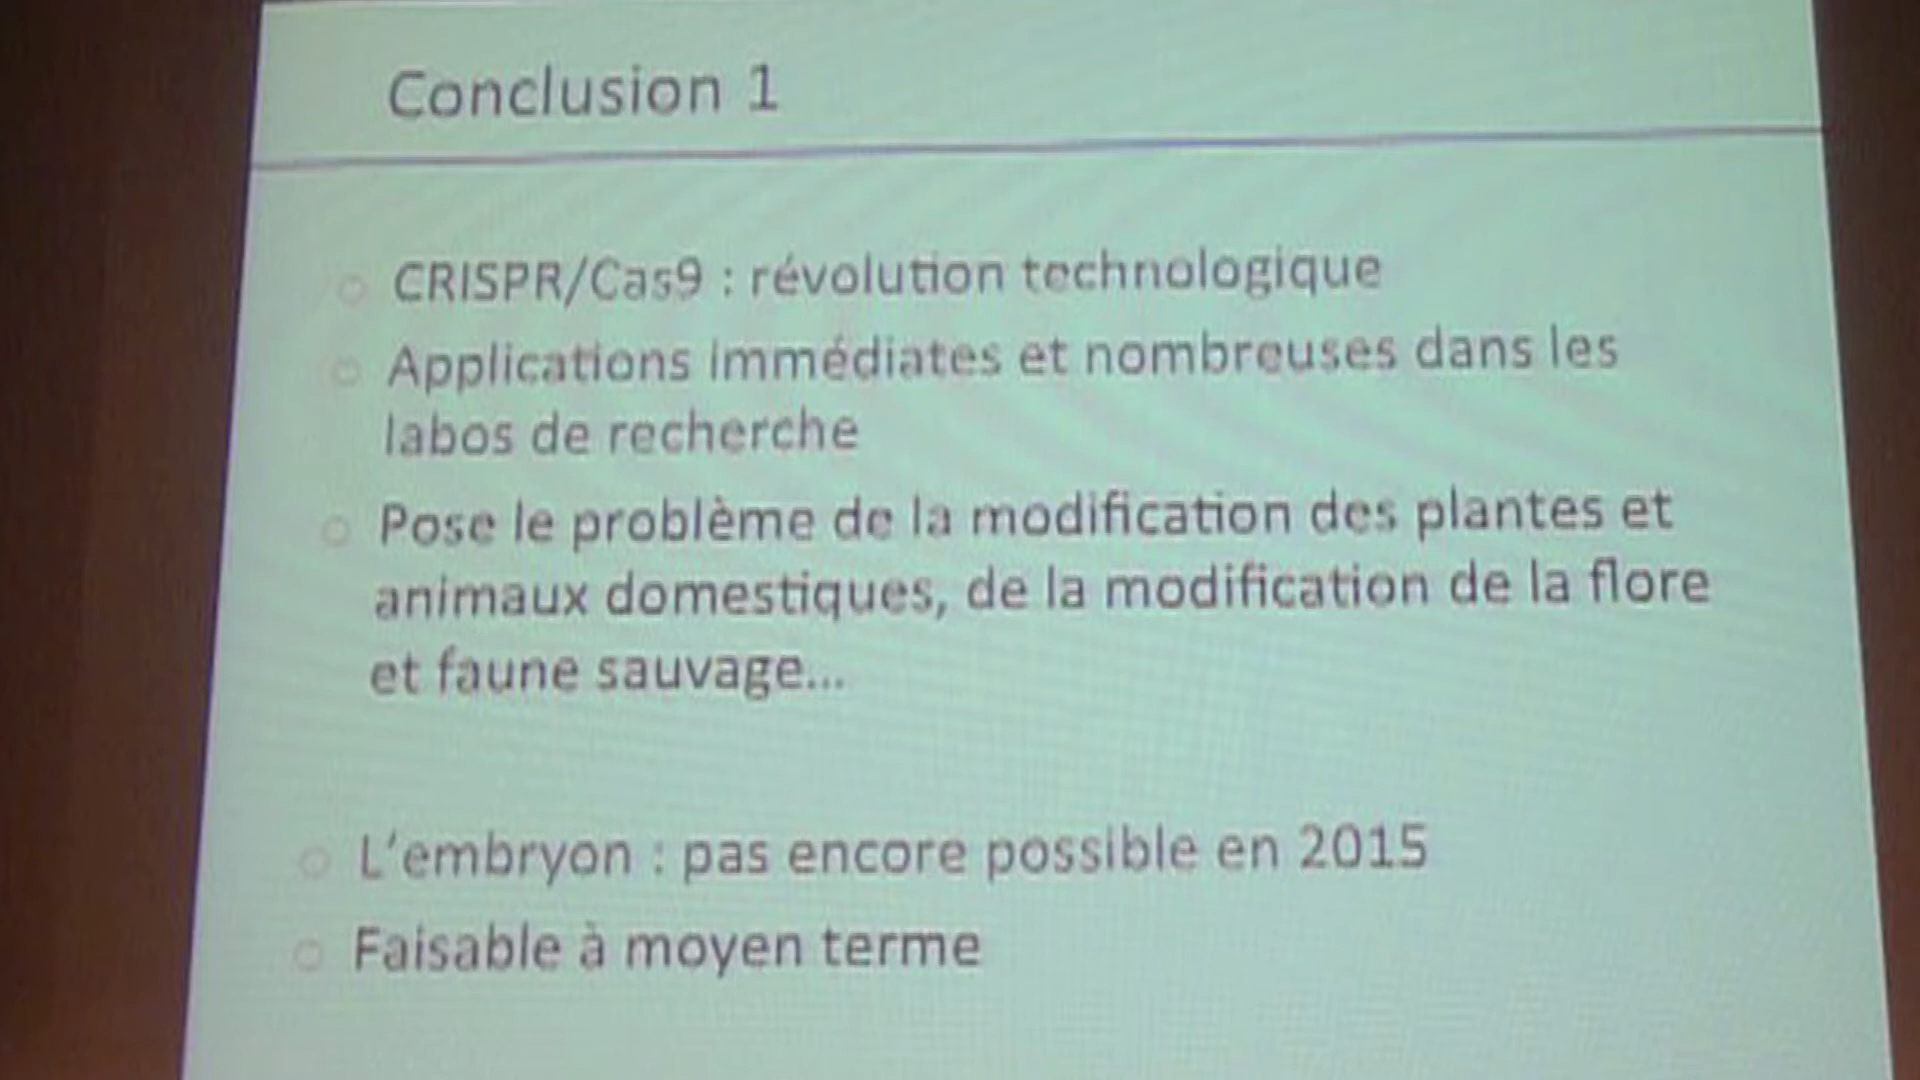 Conclusion 1
CRISPR/Cas9 : révolution technologique
Applications immédiates et nombreuses dans les
labos de recherche
Pose le problème de la modification des plantes et
animaux domestiques, de la modification de la flore
et faune sauvage...
L'embryon : pas encore possible en 2015
Faisable à moyen terme